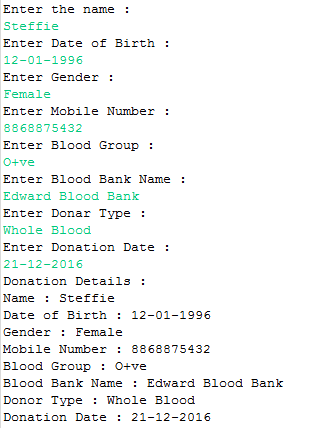 Enter the name :
Steffie
Enter Date of Birth :
12-01-1996
Enter Gender :
Female
Enter Mobile Number :
8868875432
Enter Blood Group :
O+ve
Enter Blood Bank Name :
Edward Blood Bank
Enter Donar Type :
Whole Blood
Enter Donation Date :
21-12-2016
Donation Details :
Name : Steffie
Date of Birth : 12-01-1996
Gender : Female
Mobile Number : 8868875432
Blood Group : O+ve
Blood Bank Name : Edward Blood Bank
Donor Type : Whole Blood
Donation Date : 21-12-2016